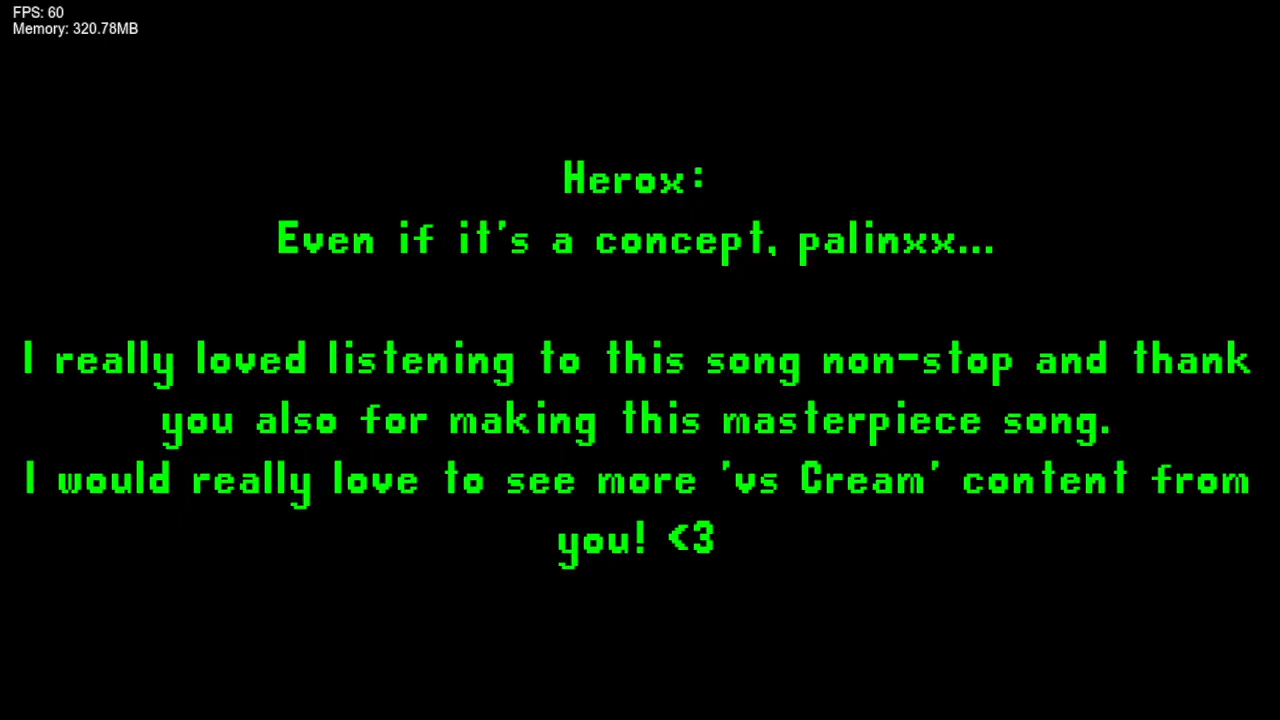 FPS: 60
Memory: 320.78MB
Herox:
Even if it's a concept, palinxx...
I really loved listening to this song non-stop and thank
you also for making this masterpiece song.
I would really love to see more 'vs Cream' content from
you! <3